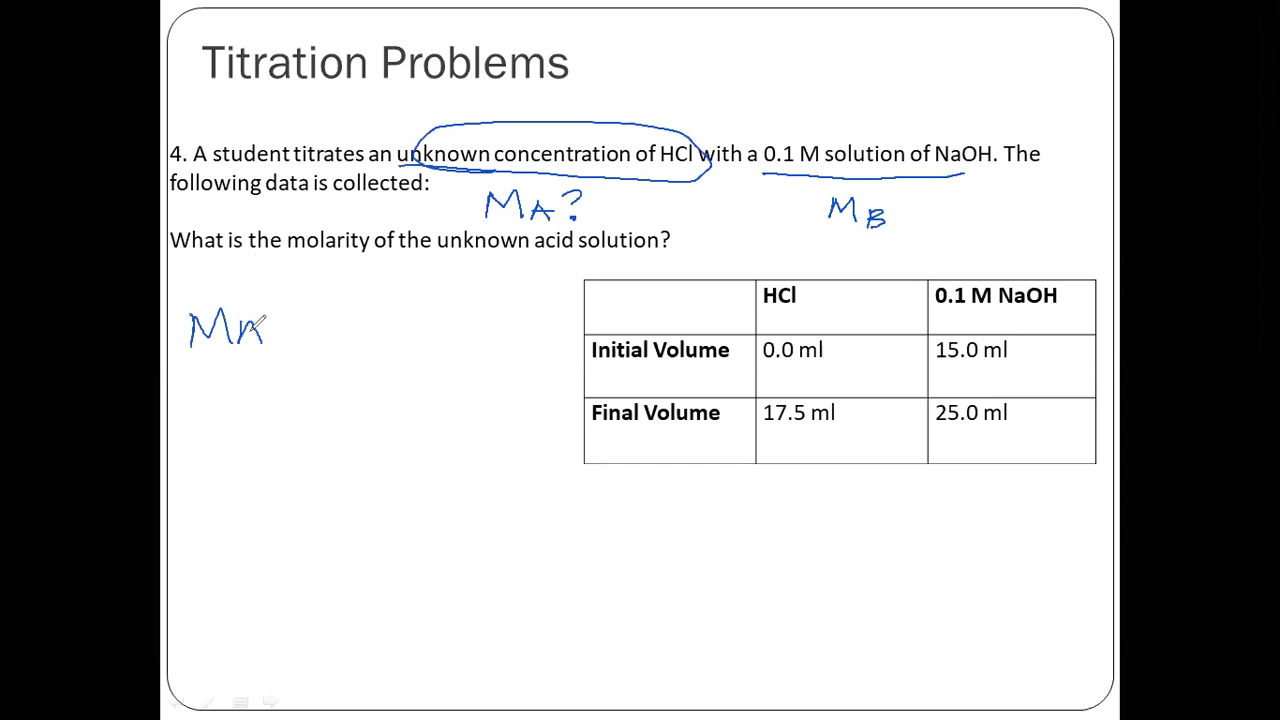 Titration Problems
4. A student titrates an unknown concentration of HCl with a 0.1 M solution of NaOH. The
following data is collected:
MA? MB
What is the molarity of the unknown acid solution?
HCl 0.1 M NaOH
MA
Initial Volume 0.0 ml 15.0 ml
Final Volume 17.5 ml 25.0 ml